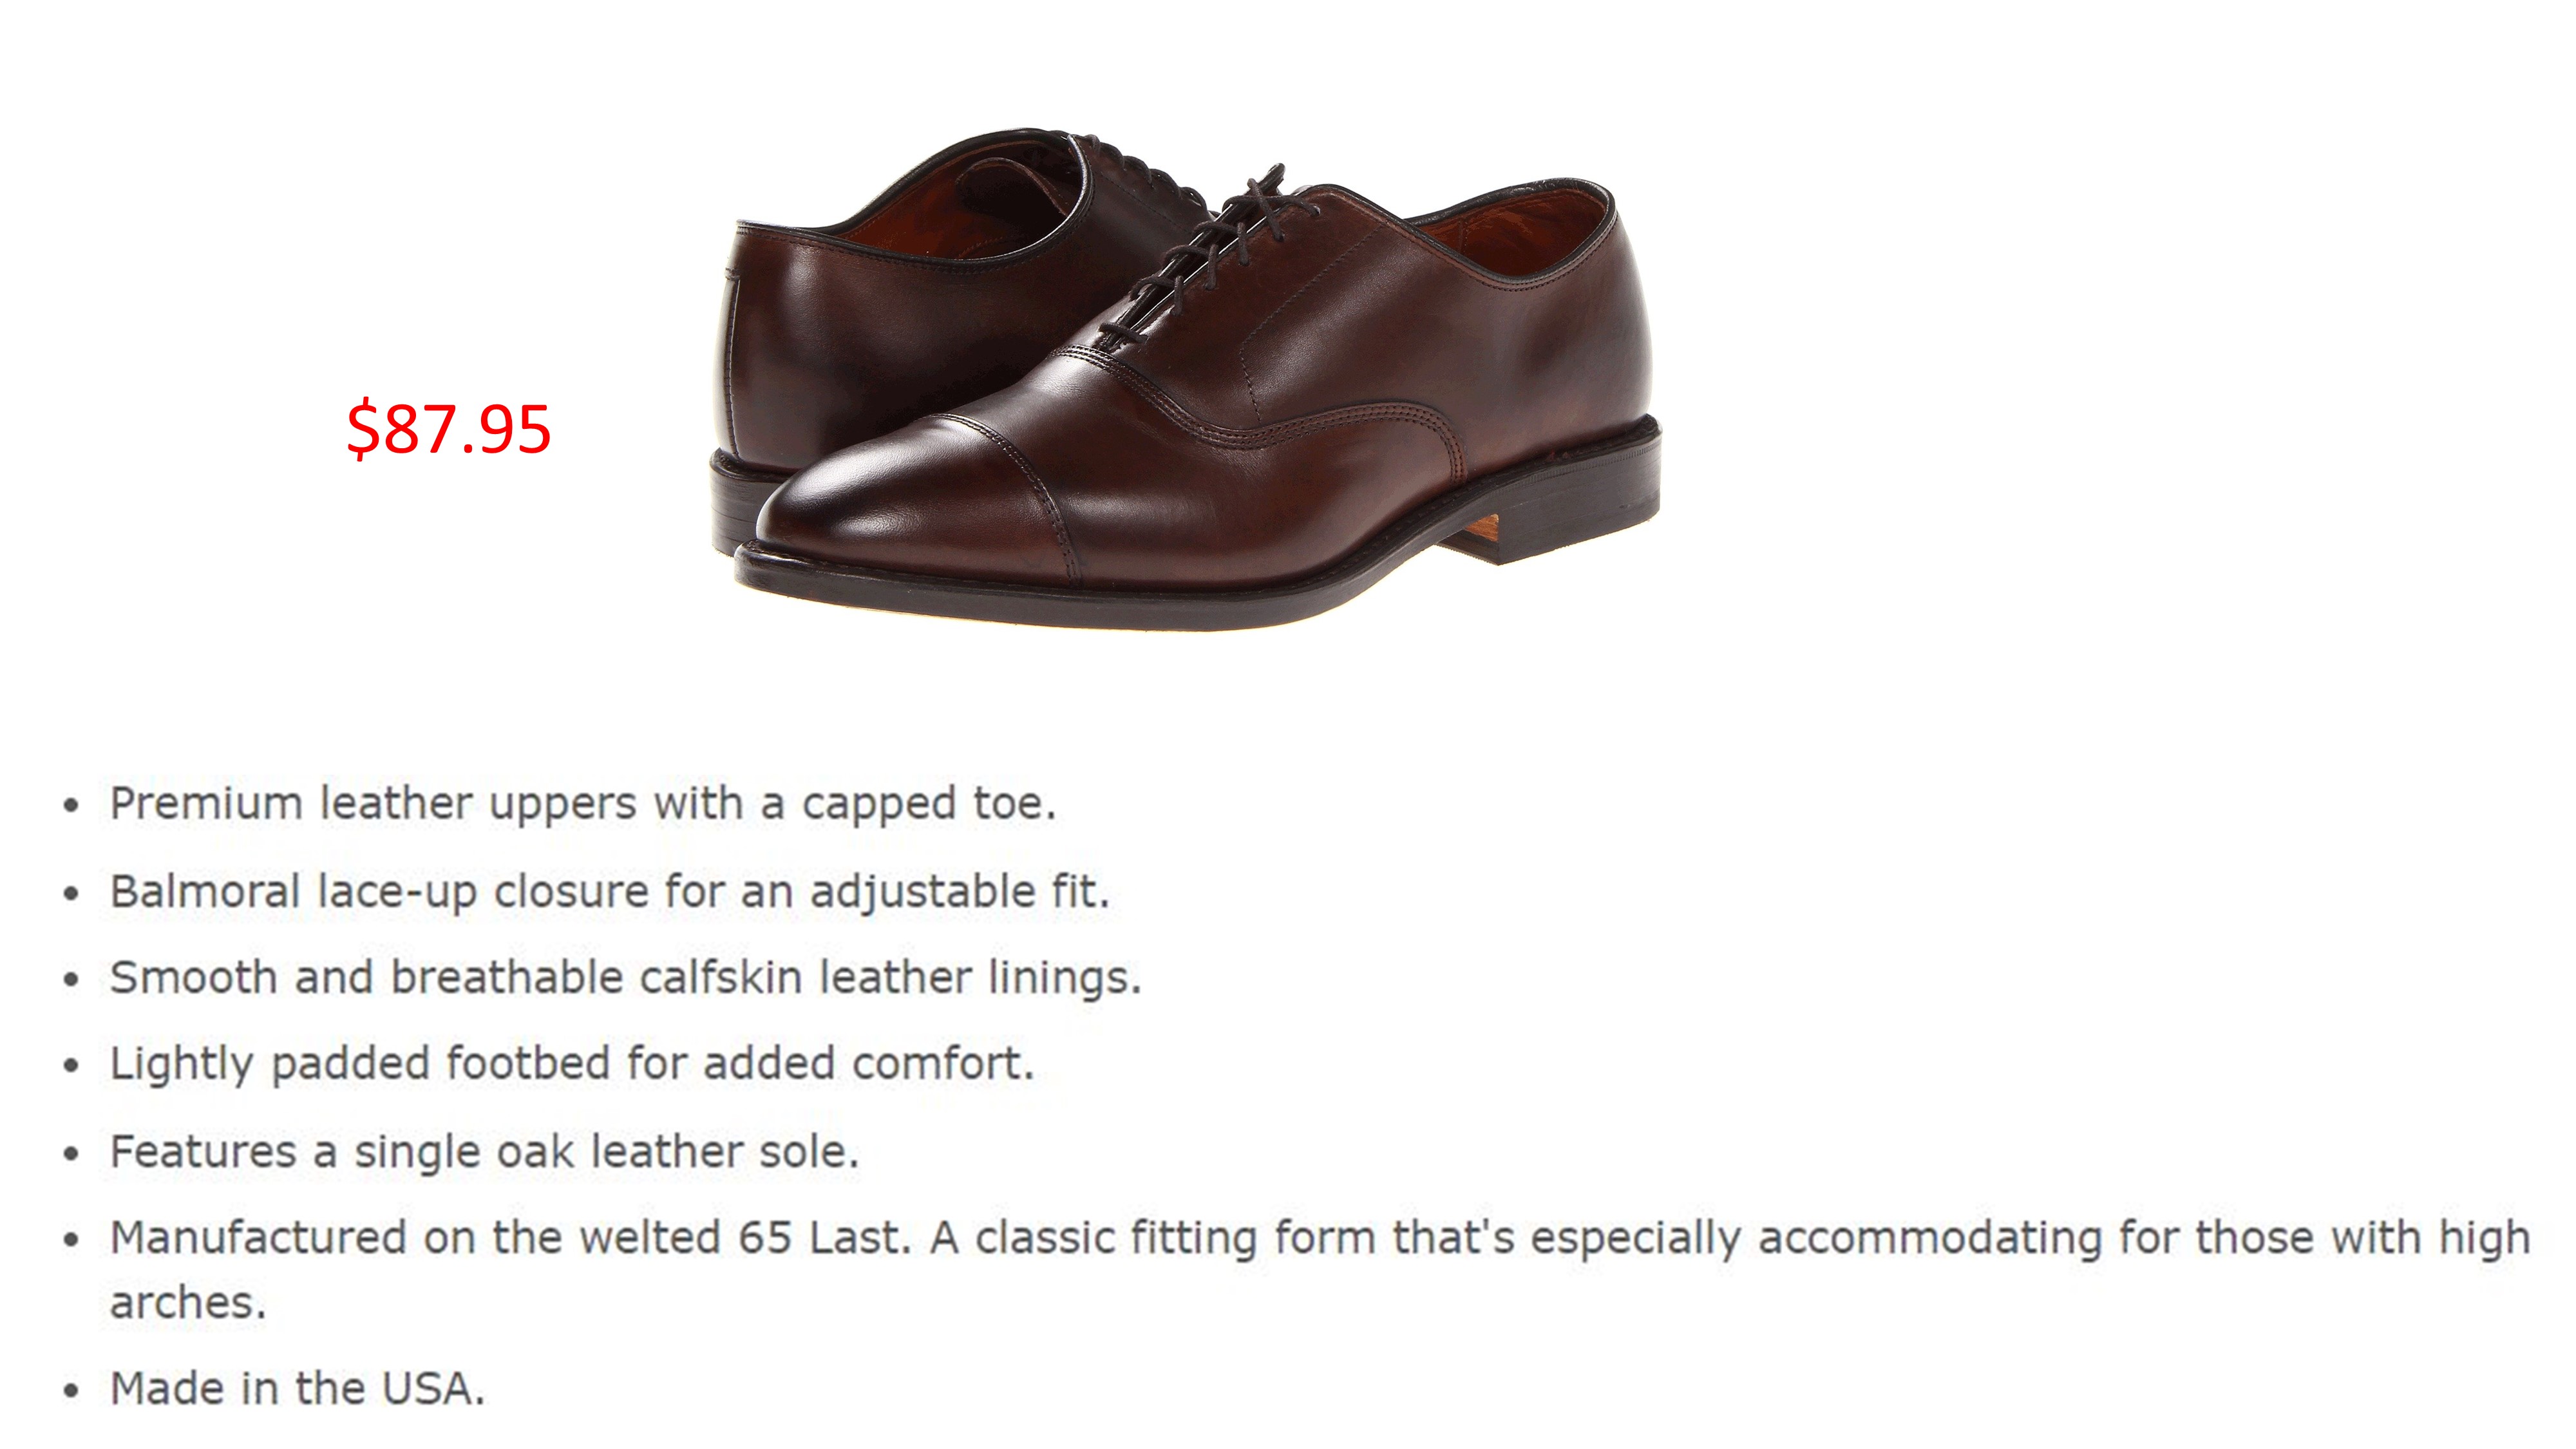 $87.95
• Premium leather uppers with a capped toe.
• Balmoral lace-up closure for an adjustable fit.
• Smooth and breathable calfskin leather linings.
• Lightly padded footbed for added comfort.
• Features a single oak leather sole.
• Manufactured on the welted 65 Last. A classic fitting form that's especially accommodating for those with high
arches.
• Made in the USA.